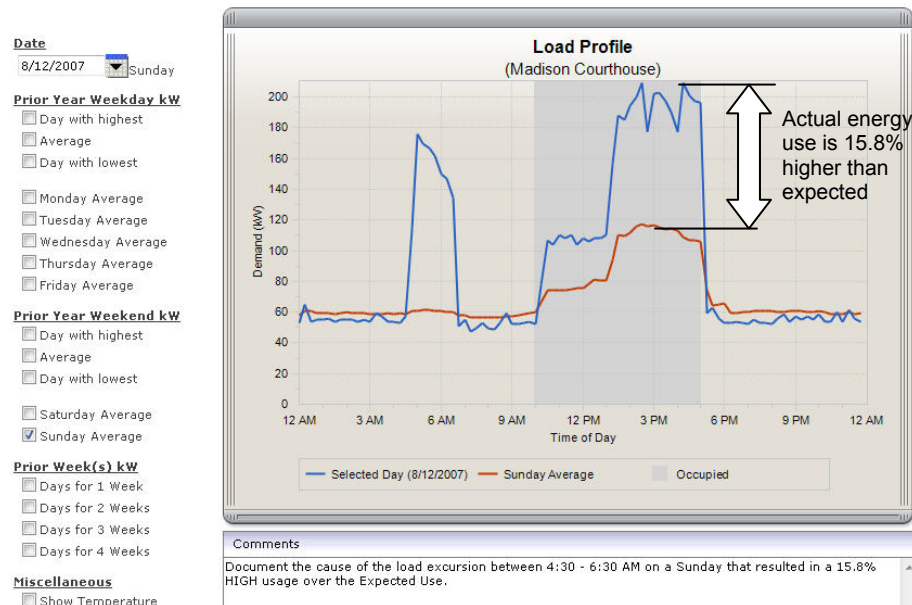 Date
8/12/2007 Sunday
Prior Year Weekday kW
Day with highest
Average
Day with lowest
Monday Average
Tuesday Average
Wednesday Average
Thursday Average
Friday Average
Prior Year Weekend kW
Day with highest
Average
Day with lowest
Saturday Average
Sunday Average
Prior Week(s) kW
Days for 1 Week
Days for 2 Weeks
Days for 3 Weeks
Days for 4 Weeks
Miscellaneous
Show Temperature
Load Profile
(Madison Courthouse)
Demand (kW)
200
180
160
140
120
100
80
60
40
20
0
12 AM 3 AM 6 AM 9 AM 12 PM 3 PM 6 PM 9 PM 12 AM
Time of Day
Selected Day (8/12/2007) Sunday Average Occupied
Actual energy
use is 15.8%
higher than
expected
Comments
Document the cause of the load excursion between 4:30 - 6:30 AM on a Sunday that resulted in a 15.8%
HIGH usage over the Expected Use.